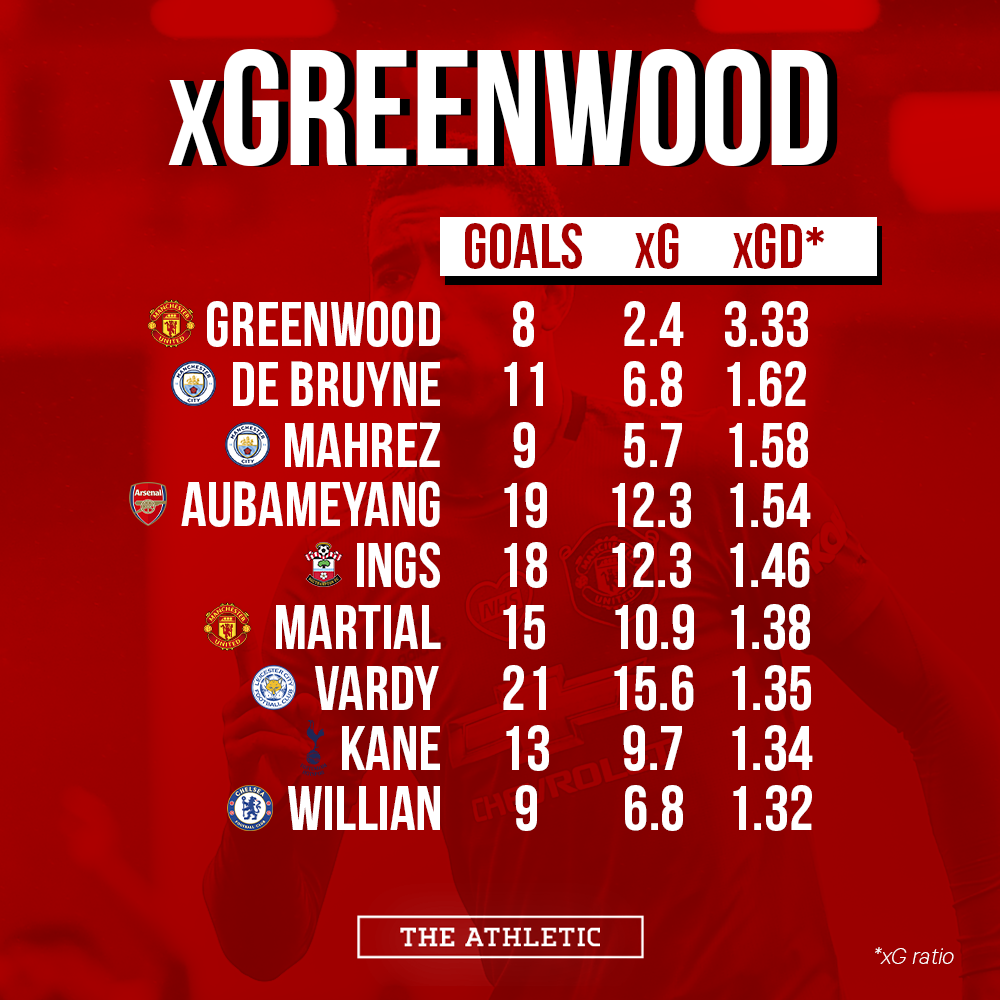 xGREENWOOD
GOALS xG xGD*
GREENWOOD 8 2.4 3.33
DE BRUYNE 11 6.8 1.62
MAHREZ 9 5.7 1.58
Arsenal AUBAMEYANG 19 12.3 1.54
INGS 18 12.3 1.46
MARTIAL 15 10.9 1.38
VARDY 21 15.6 1.35
KANE 13 9.7 1.34
CHEVROLET
WILLIAN 9 6.8 1.32
THE ATHLETIC
*xG ratio